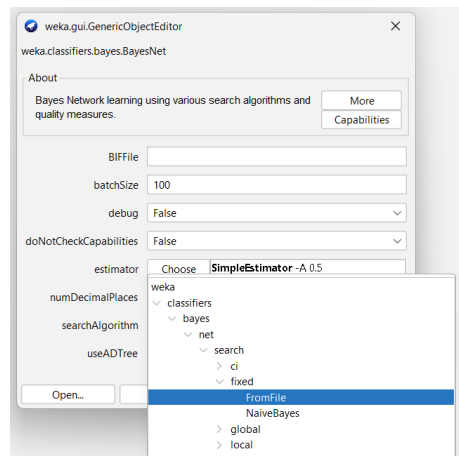 weka.gui.GenericObjectEditor
weka.classifiers.bayes.BayesNet
About
Bayes Network learning using various search algorithms and
quality measures.
More
Capabilities
BIFFile
batchSize 100
debug False
doNotCheckCapabilities False
estimator Choose SimpleEstimator -A 0.5
numDecimalPlaces
searchAlgorithm
useADTree
Open...
weka
classifiers
bayes
net
search
ci
fixed
FromFile
NaiveBayes
global
local